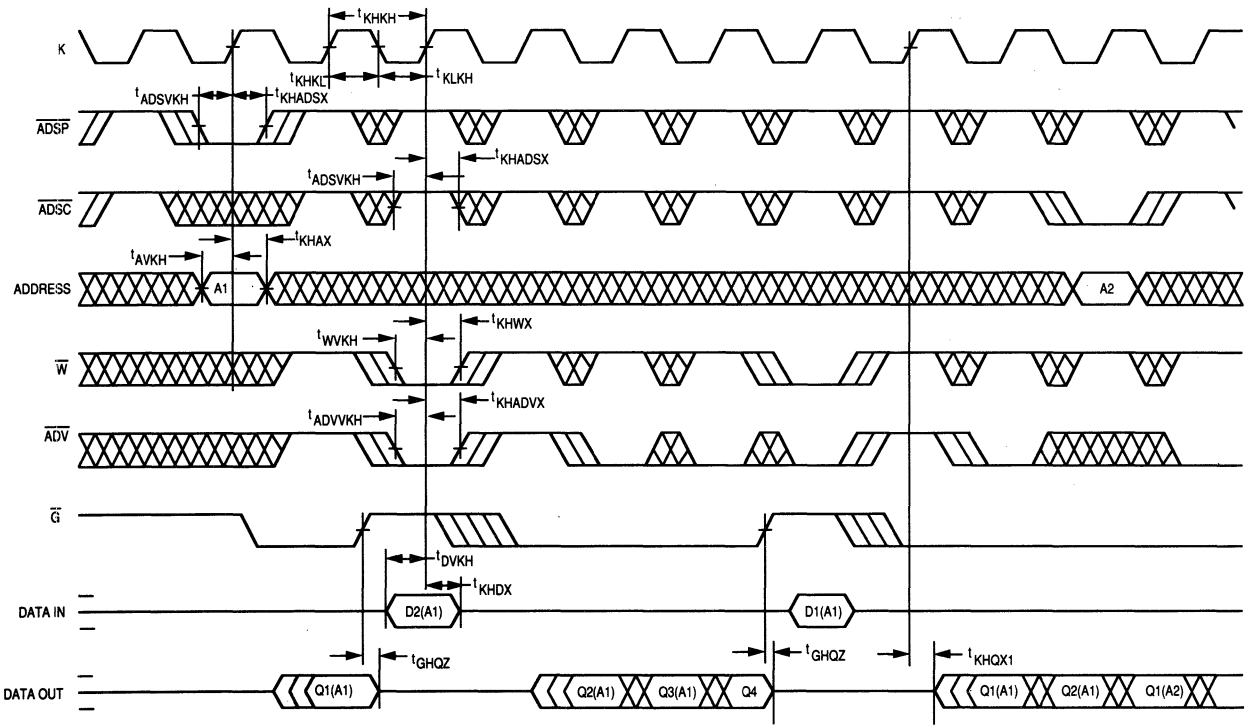 tKHKH
K
tKHKL
tKLKH
tADSVKH
tKHADSX
ADSP
tKHADSX
tADSVKH
ADSC
tKHAX
tAVKH
ADDRESS
A1
A2
tKHWX
tWVKH
W
tKHADVX
tADVVKH
ADV
G
tDVKH
tKHDX
DATA IN
D2(A1)
D1(A1)
tGHQZ
tGHQZ
tKHQX1
DATA OUT
Q1(A1)
Q2(A1)
Q3(A1)
Q4
Q1(A1)
Q2(A1)
Q1(A2)